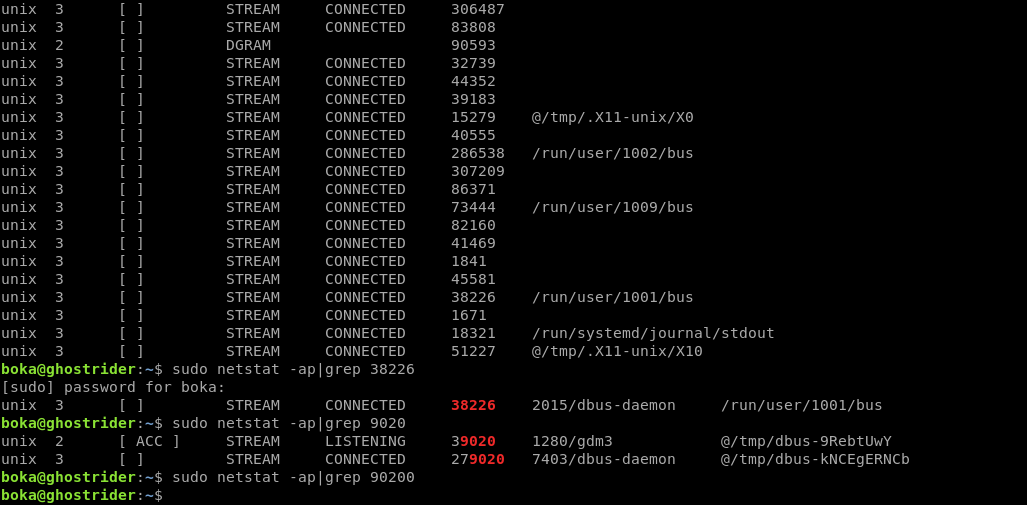 unix  3      [ ]         STREAM     CONNECTED     306487
unix  3      [ ]         STREAM     CONNECTED     83808
unix  2      [ ]         DGRAM                    90593
unix  3      [ ]         STREAM     CONNECTED     32739
unix  3      [ ]         STREAM     CONNECTED     44352
unix  3      [ ]         STREAM     CONNECTED     39183
unix  3      [ ]         STREAM     CONNECTED     15279    @/tmp/.X11-unix/X0
unix  3      [ ]         STREAM     CONNECTED     40555
unix  3      [ ]         STREAM     CONNECTED     286538   /run/user/1002/bus
unix  3      [ ]         STREAM     CONNECTED     307209
unix  3      [ ]         STREAM     CONNECTED     86371
unix  3      [ ]         STREAM     CONNECTED     73444    /run/user/1009/bus
unix  3      [ ]         STREAM     CONNECTED     82160
unix  3      [ ]         STREAM     CONNECTED     41469
unix  3      [ ]         STREAM     CONNECTED     1841
unix  3      [ ]         STREAM     CONNECTED     45581
unix  3      [ ]         STREAM     CONNECTED     38226    /run/user/1001/bus
unix  3      [ ]         STREAM     CONNECTED     1671
unix  3      [ ]         STREAM     CONNECTED     18321    /run/systemd/journal/stdout
unix  3      [ ]         STREAM     CONNECTED     51227    @/tmp/.X11-unix/X10
boka@ghostrider:~$ sudo netstat -ap|grep 38226
[sudo] password for boka:
unix  3      [ ]         STREAM     CONNECTED     38226    2015/dbus-daemon     /run/user/1001/bus
boka@ghostrider:~$ sudo netstat -ap|grep 9020
unix  2      [ ACC ]     STREAM     LISTENING     39020    1280/gdm3            @/tmp/dbus-9RebtUwY
unix  3      [ ]         STREAM     CONNECTED     279020   7403/dbus-daemon     @/tmp/dbus-kNCEgERNCb
boka@ghostrider:~$ sudo netstat -ap|grep 90200
boka@ghostrider:~$